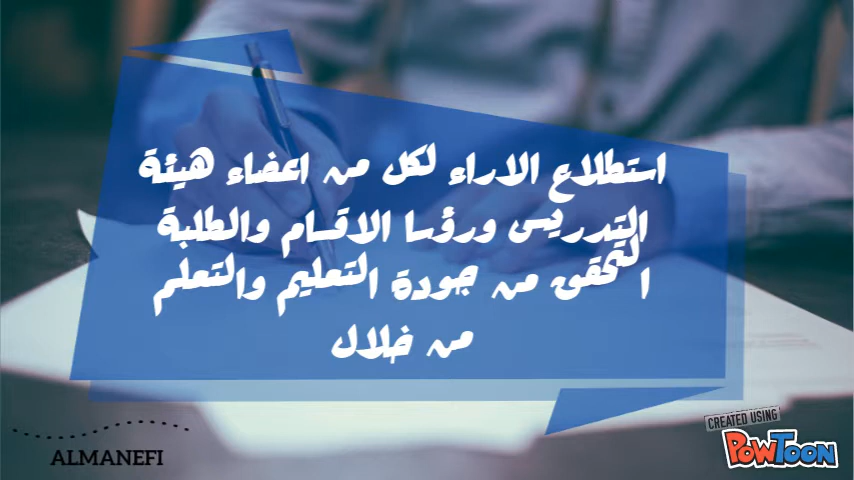 استطلاع الاراء لكل من اعضاء هيئة
التدريس ورؤسا الاقسام والطلبة
التحقق من جودة التعليم والتعلم
من خلال
ALMANEFI
CREATED USING
POWTOON